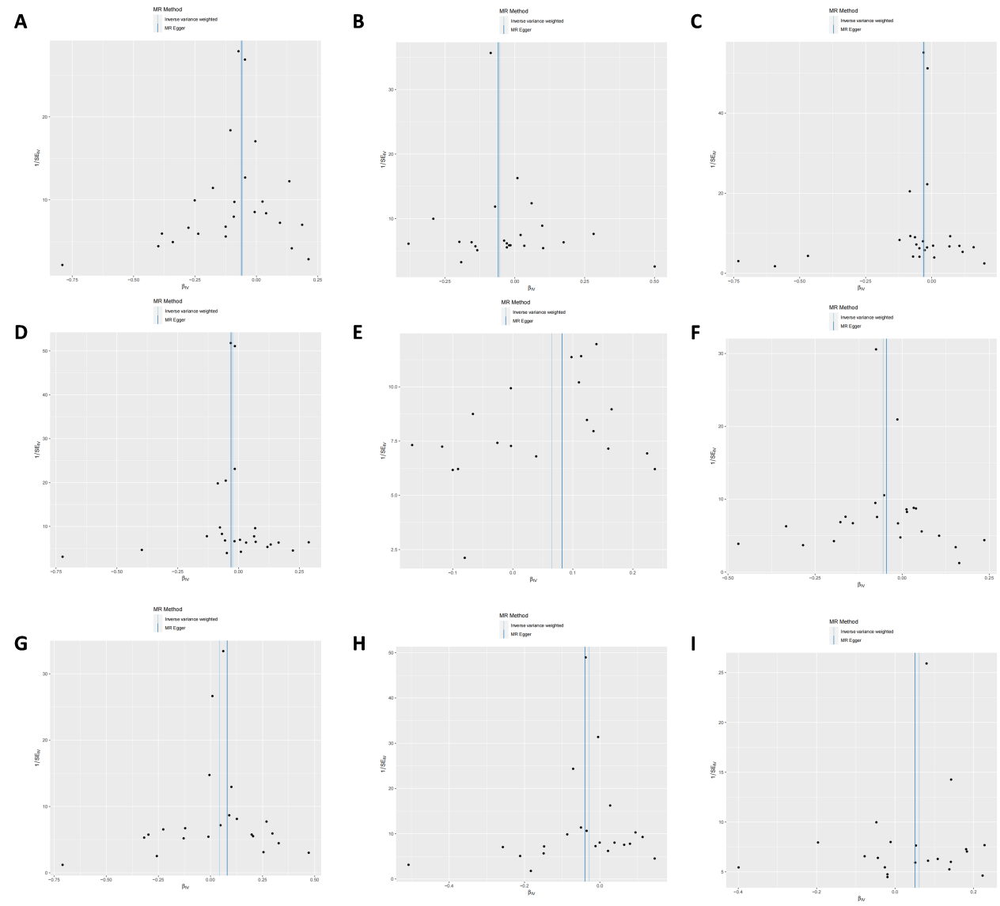 A
MR Method
Inverse variance weighted
MR Egger
20
10
1/SEIV
−0.75
−0.50
−0.25
0.00
0.25
βIV
B
MR Method
Inverse variance weighted
MR Egger
30
20
10
1/SEIV
−0.25
0.00
0.25
0.50
βIV
C
MR Method
Inverse variance weighted
MR Egger
40
20
0
1/SEIV
−0.75
−0.50
−0.25
0.00
βIV
D
MR Method
Inverse variance weighted
MR Egger
50
40
30
20
10
1/SEIV
−0.75
−0.50
−0.25
0.00
0.25
βIV
E
MR Method
Inverse variance weighted
MR Egger
10.0
7.5
5.0
2.5
1/SEIV
−0.1
0.0
0.1
0.2
βIV
F
MR Method
Inverse variance weighted
MR Egger
30
20
10
0
1/SEIV
−0.50
−0.25
0.00
0.25
βIV
G
MR Method
Inverse variance weighted
MR Egger
30
20
10
0
1/SEIV
−0.75
−0.50
−0.25
0.00
0.25
0.50
βIV
H
MR Method
Inverse variance weighted
MR Egger
50
40
30
20
10
0
1/SEIV
−0.4
−0.2
0.0
βIV
I
MR Method
Inverse variance weighted
MR Egger
25
20
15
10
5
1/SEIV
−0.4
−0.2
0.0
0.2
βIV